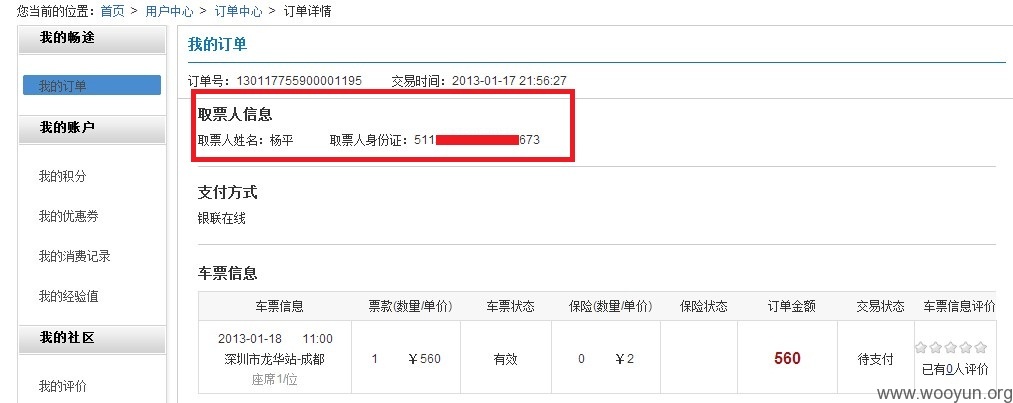 您当前的位置：首页 > 用户中心 > 订单中心 > 订单详情
我的畅途
我的订单
我的账户
我的积分
我的优惠券
我的消费记录
我的经验值
我的社区
我的评价
我的订单
订单号：130117755900001195 交易时间：2013-01-17 21:56:27
取票人信息
取票人姓名：杨平 取票人身份证：511 673
支付方式
银联在线
车票信息
车票信息 票款(数量/单价) 车票状态 保险(数量/单价) 保险状态 订单金额 交易状态 车票信息评价
2013-01-18 11:00
深圳市龙华站-成都 1 ￥560 有效 0 ￥2 560 待支付
座席1/位 已有0人评价
www.wooyun.org